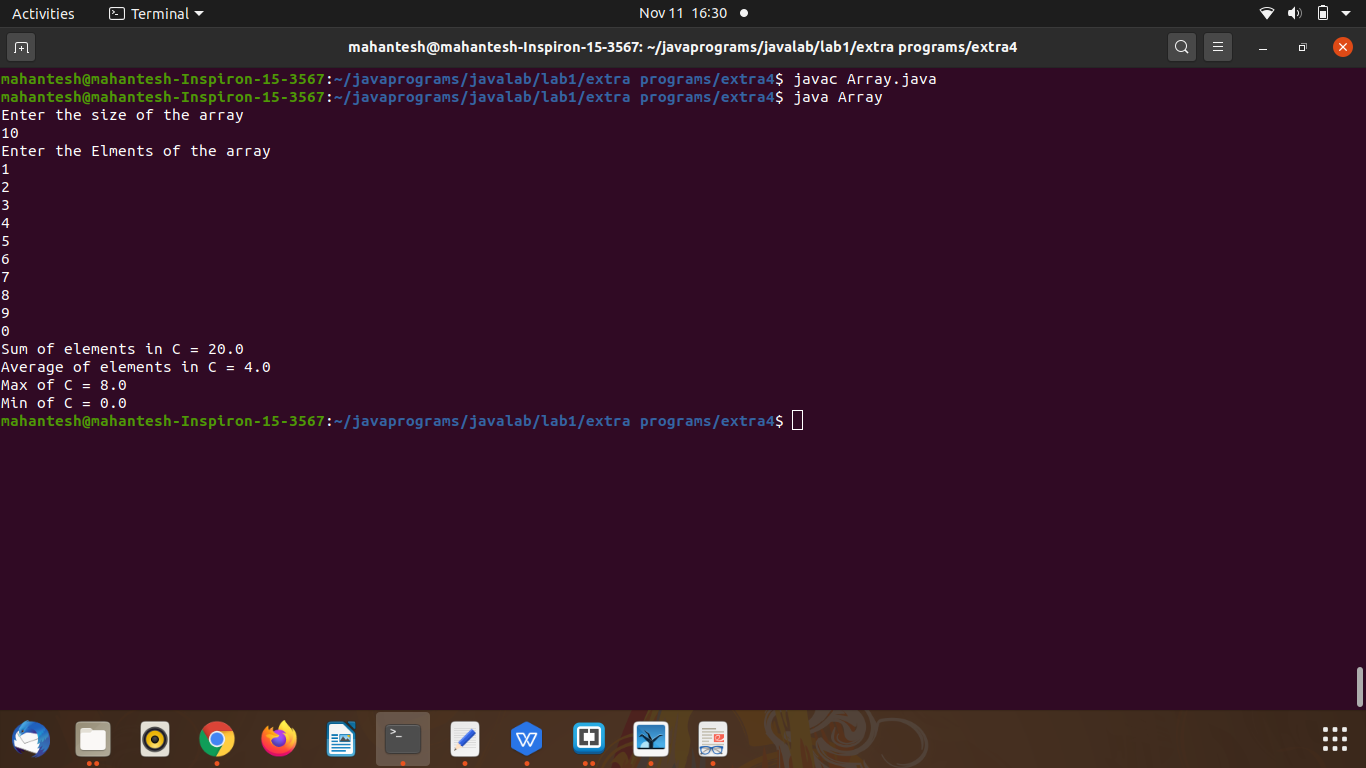 Activities
Terminal
Nov 11 16:30
mahantesh@mahantesh-Inspiron-15-3567: ~/javaprograms/javalab/lab1/extra programs/extra4
mahantesh@mahantesh-Inspiron-15-3567:~/javaprograms/javalab/lab1/extra programs/extra4$ javac Array.java
mahantesh@mahantesh-Inspiron-15-3567:~/javaprograms/javalab/lab1/extra programs/extra4$ java Array
Enter the size of the array
10
Enter the Elments of the array
1
2
3
4
5
6
7
8
9
0
Sum of elements in C = 20.0
Average of elements in C = 4.0
Max of C = 8.0
Min of C = 0.0
mahantesh@mahantesh-Inspiron-15-3567:~/javaprograms/javalab/lab1/extra programs/extra4$